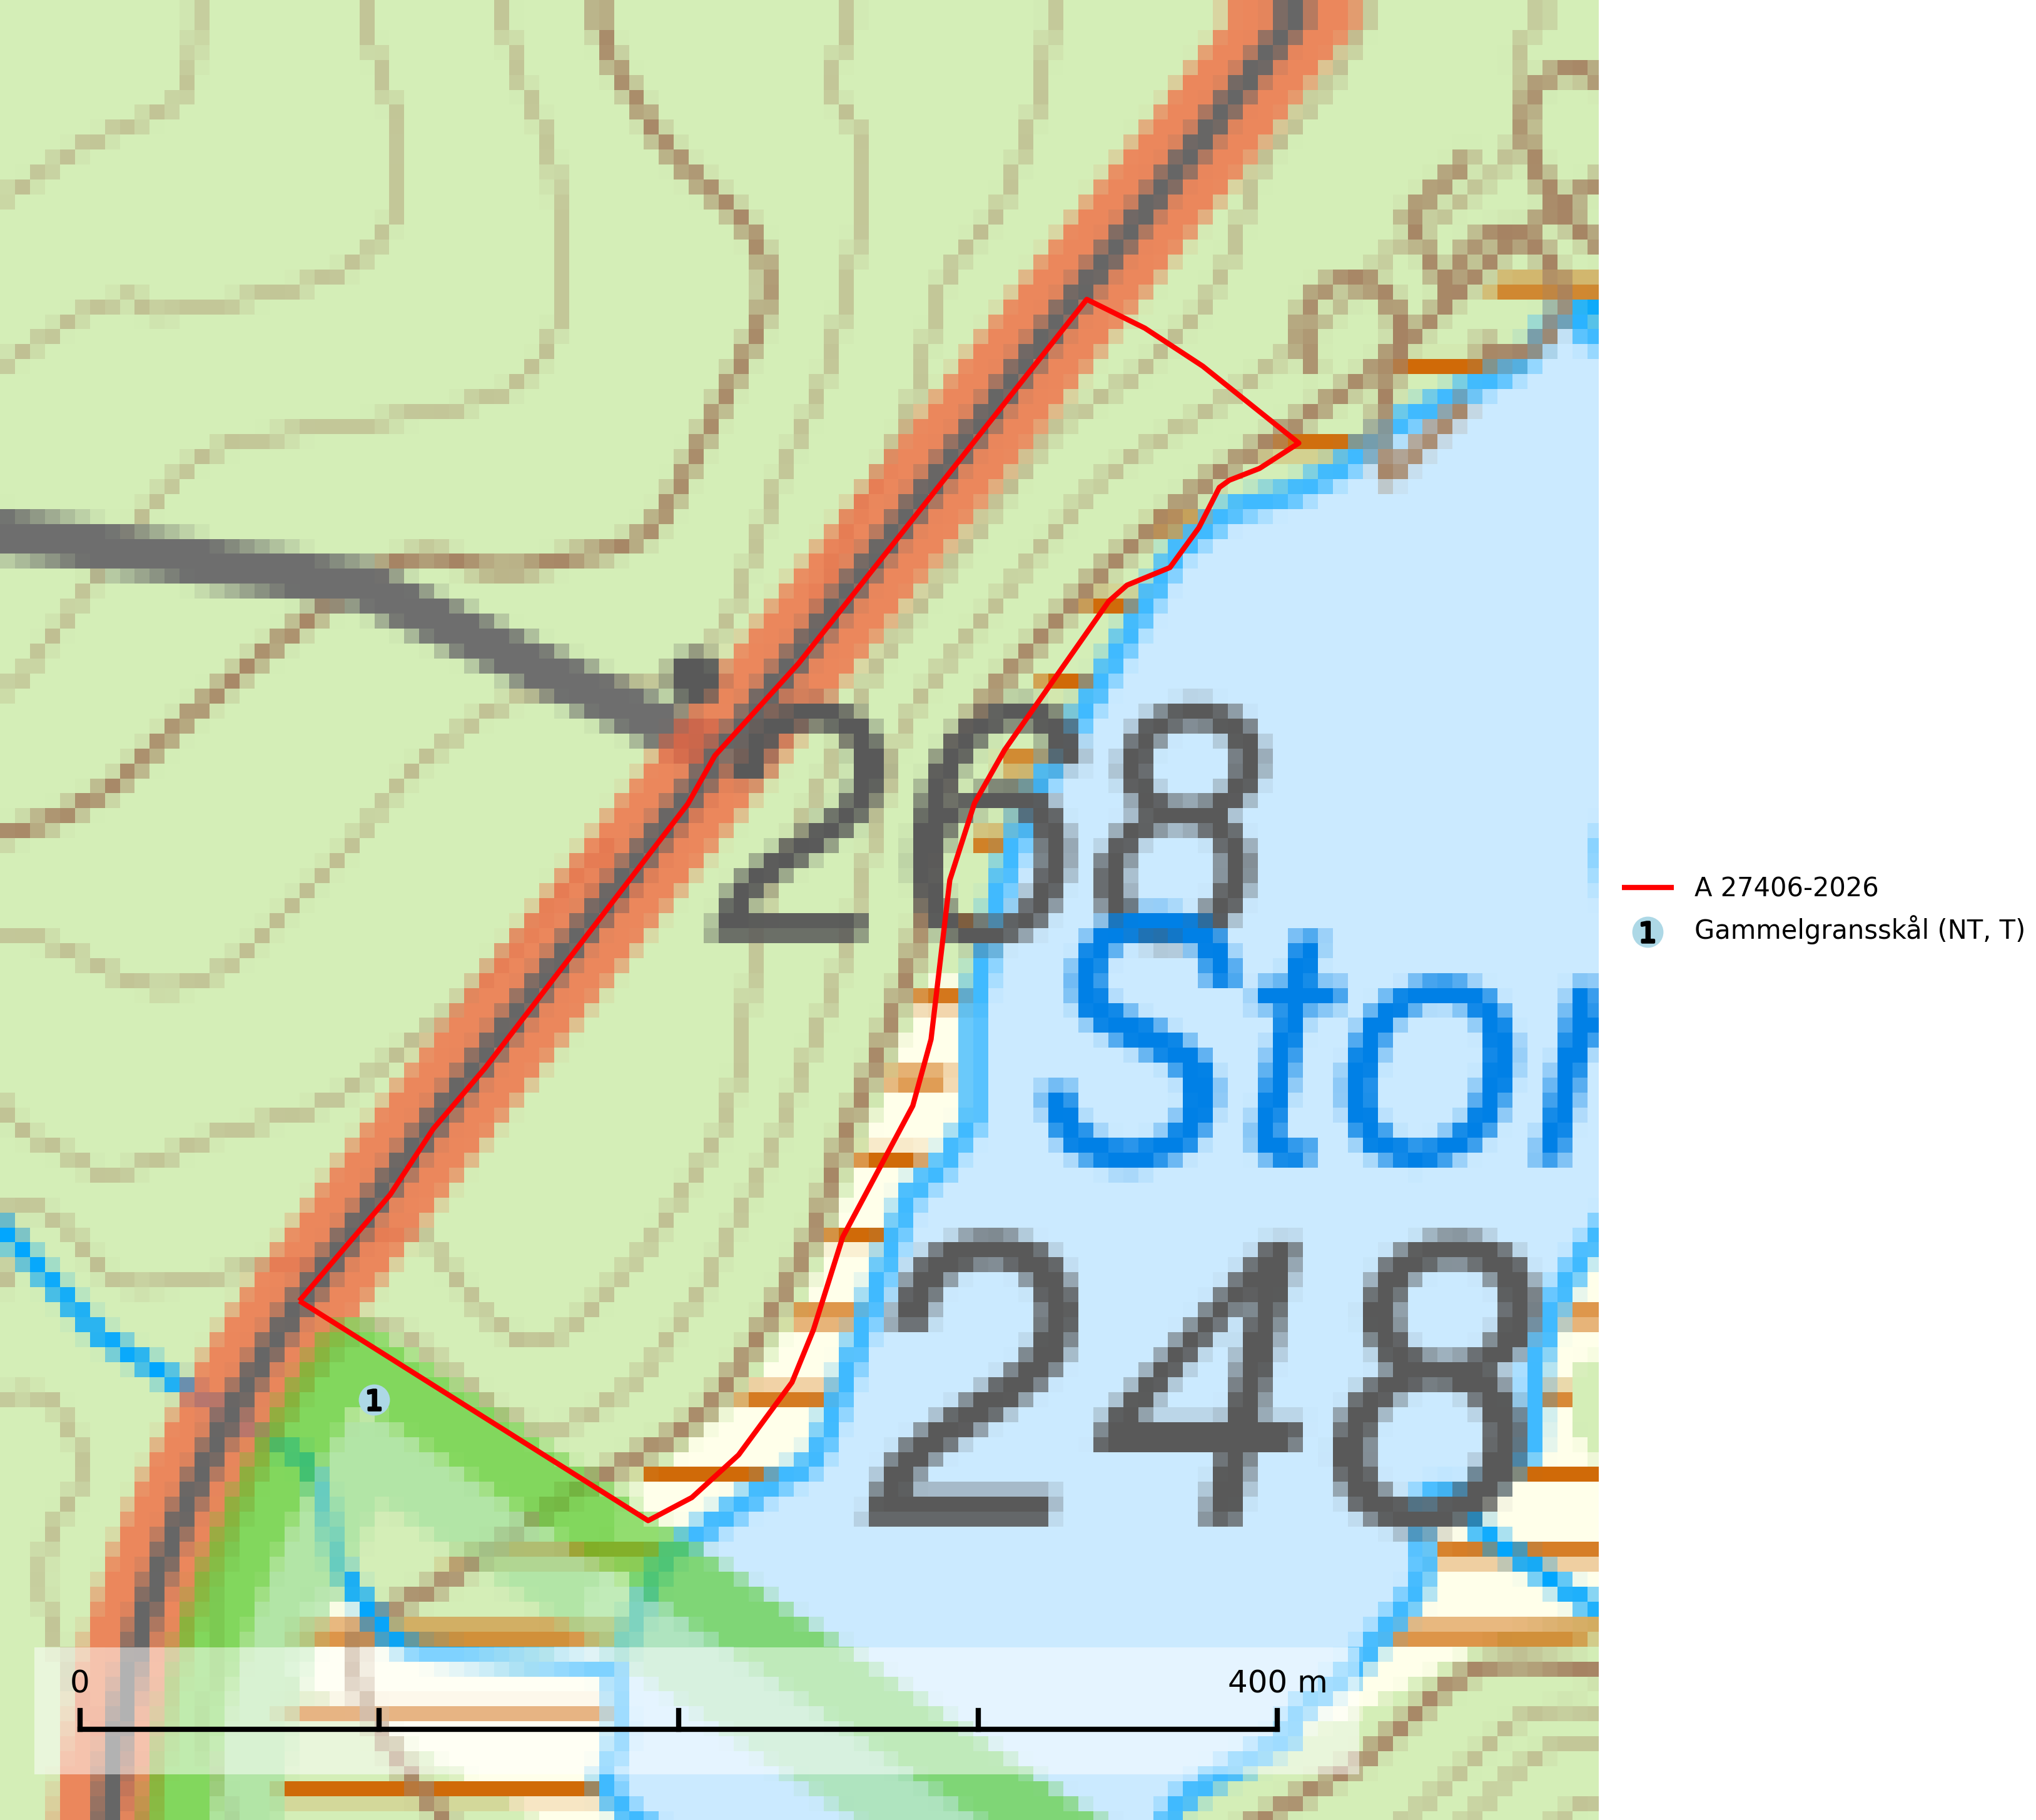 268
Stor
248
1
0 400 m
A 27406-2026
1 Gammelgransskål (NT, T)